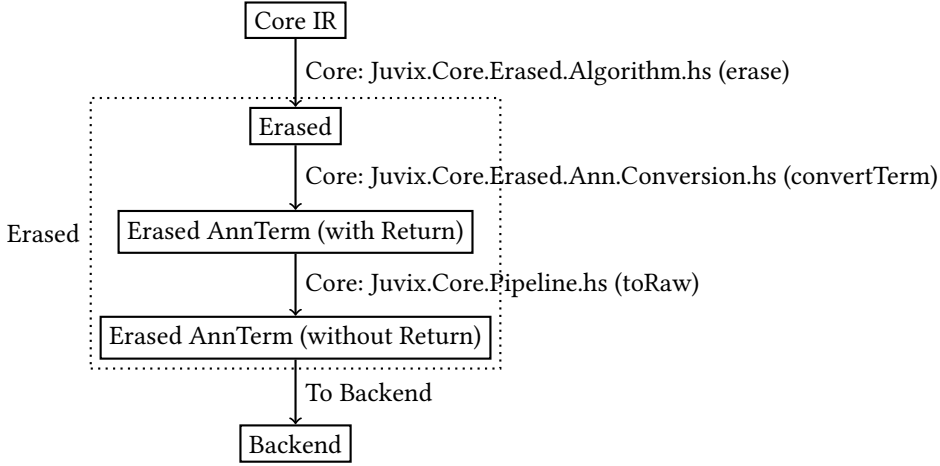 Core IR
Core: Juvix.Core.Erased.Algorithm.hs (erase)
Erased
Core: Juvix.Core.Erased.Ann.Conversion.hs (convertTerm)
Erased
Erased AnnTerm (with Return)
Core: Juvix.Core.Pipeline.hs (toRaw)
Erased AnnTerm (without Return)
To Backend
Backend